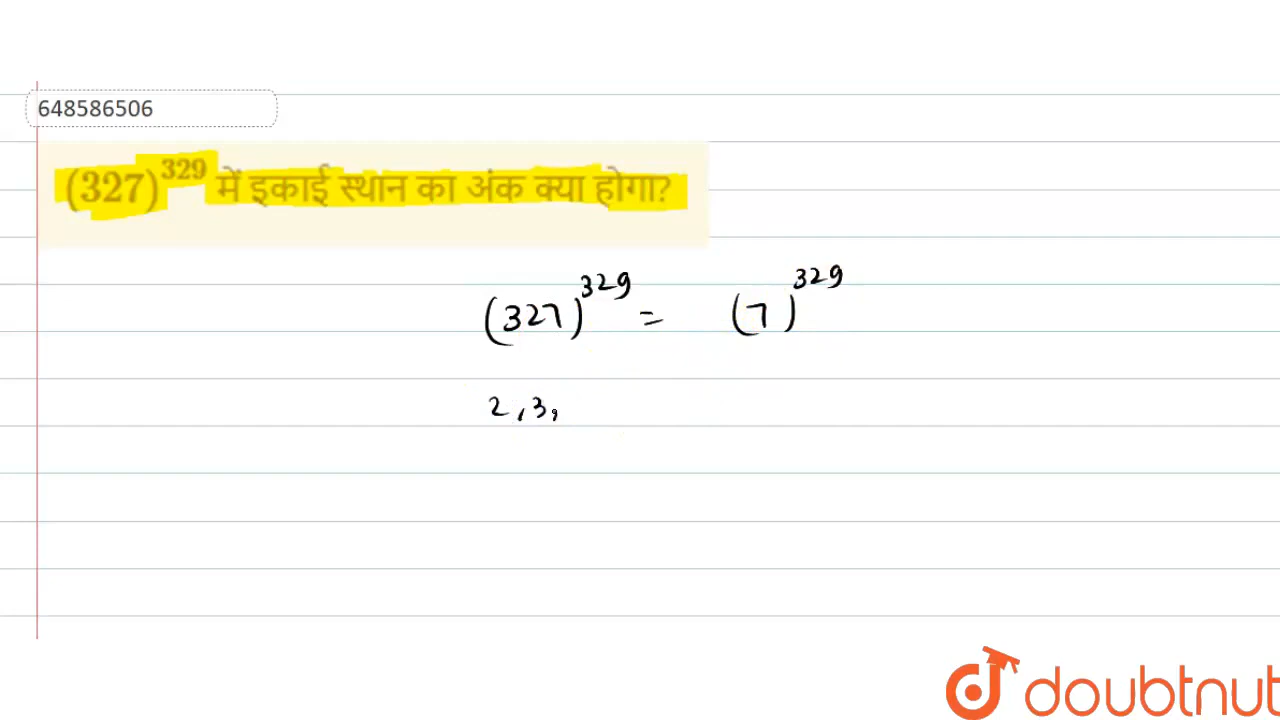 648586506
(327)^329 में इकाई स्थान का अंक क्या होगा?
(327)^329 = (7)^329
2, 3,
doubtnut